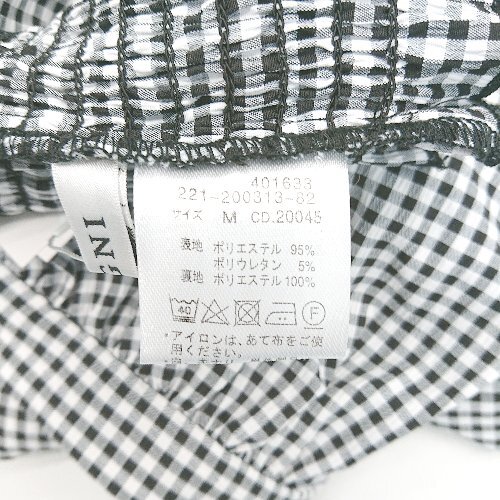 401633
221-200313-82
サイズ M CD.20045
表地 ポリエステル 95%
ポリウレタン 5%
裏地 ポリエステル100%
40 F
*アイロンは、あて布をご使
用ください。
GNI